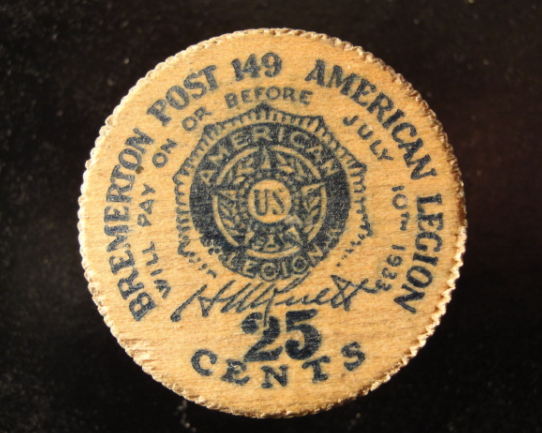 BREMERTON POST 149 AMERICAN LEGION
WILL PAY ON OR BEFORE JULY 10TH 1933
AMERICAN
US
LEGION
25
CENTS